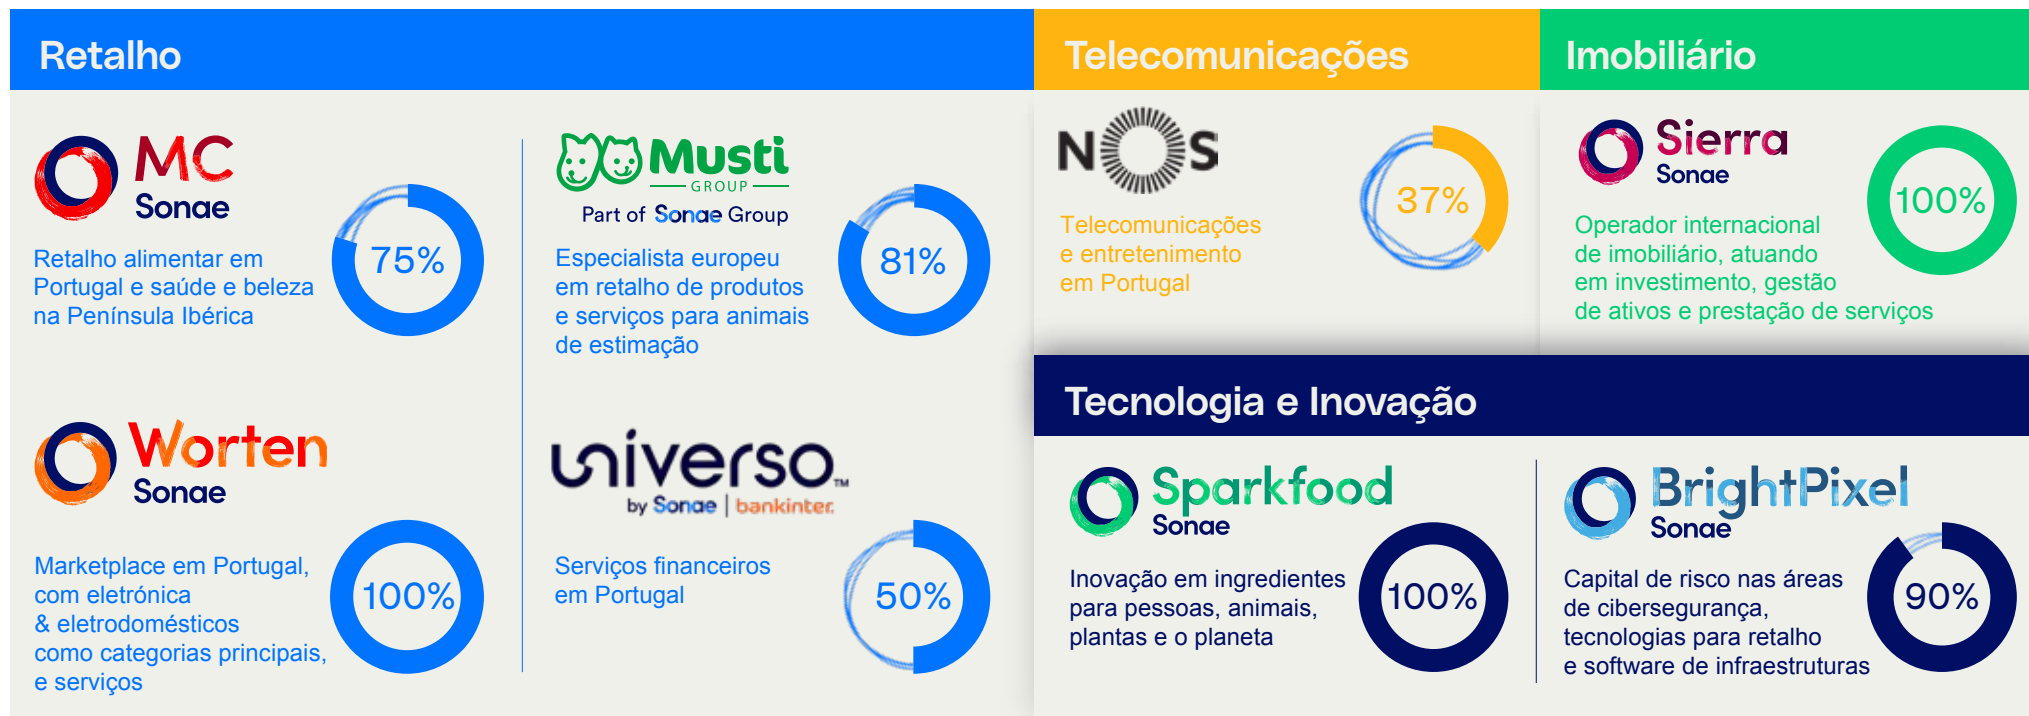 Retalho
MC
Sonae
75%
Retalho alimentar em
Portugal e saúde e beleza
na Península Ibérica
Musti
GROUP
Part of Sonae Group
81%
Especialista europeu
em retalho de produtos
e serviços para animais
de estimação
Worten
Sonae
100%
Marketplace em Portugal,
com eletrónica
& eletrodomésticos
como categorias principais,
e serviços
universo™
by Sonae | bankinter.
50%
Serviços financeiros
em Portugal
Telecomunicações
NOS
37%
Telecomunicações
e entretenimento
em Portugal
Imobiliário
Sierra
Sonae
100%
Operador internacional
de imobiliário, atuando
em investimento, gestão
de ativos e prestação de serviços
Tecnologia e Inovação
Sparkfood
Sonae
100%
Inovação em ingredientes
para pessoas, animais,
plantas e o planeta
BrightPixel
Sonae
90%
Capital de risco nas áreas
de cibersegurança,
tecnologias para retalho
e software de infraestruturas